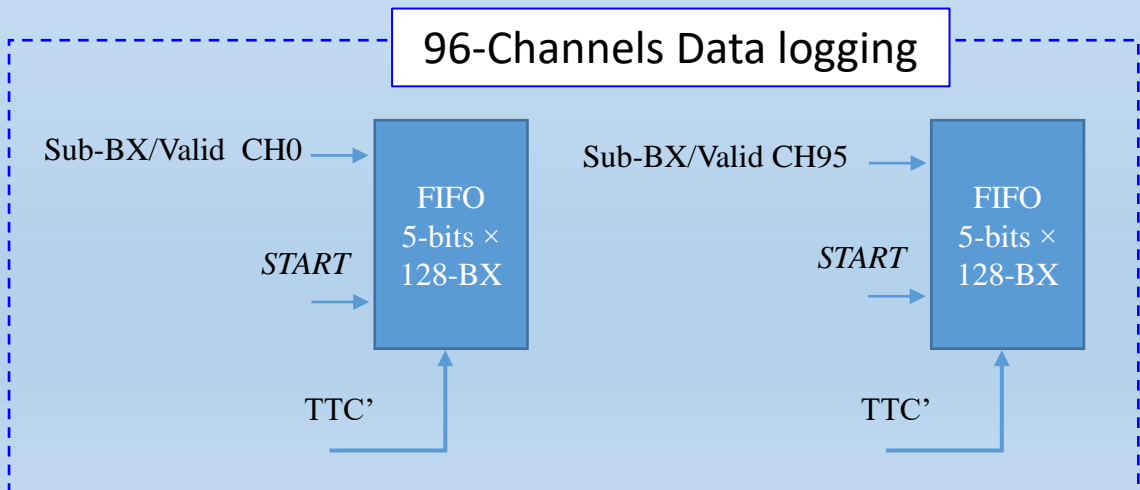 96-Channels Data logging
Sub-BX/Valid  CH0
FIFO
5-bits ×
128-BX
START
TTC’
Sub-BX/Valid CH95
FIFO
5-bits ×
128-BX
START
TTC’